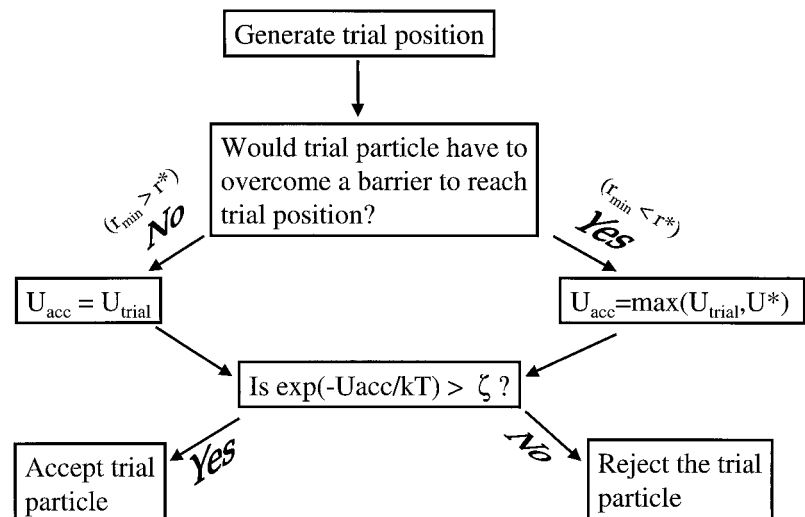 Generate trial position
Would trial particle have to
overcome a barrier to reach
trial position?
(r_min > r*)
No
(r_min < r*)
Yes
U_acc = U_trial
U_acc=max(U_trial,U*)
Is exp(-Uacc/kT) > ζ ?
Yes
No
Accept trial
particle
Reject the trial
particle